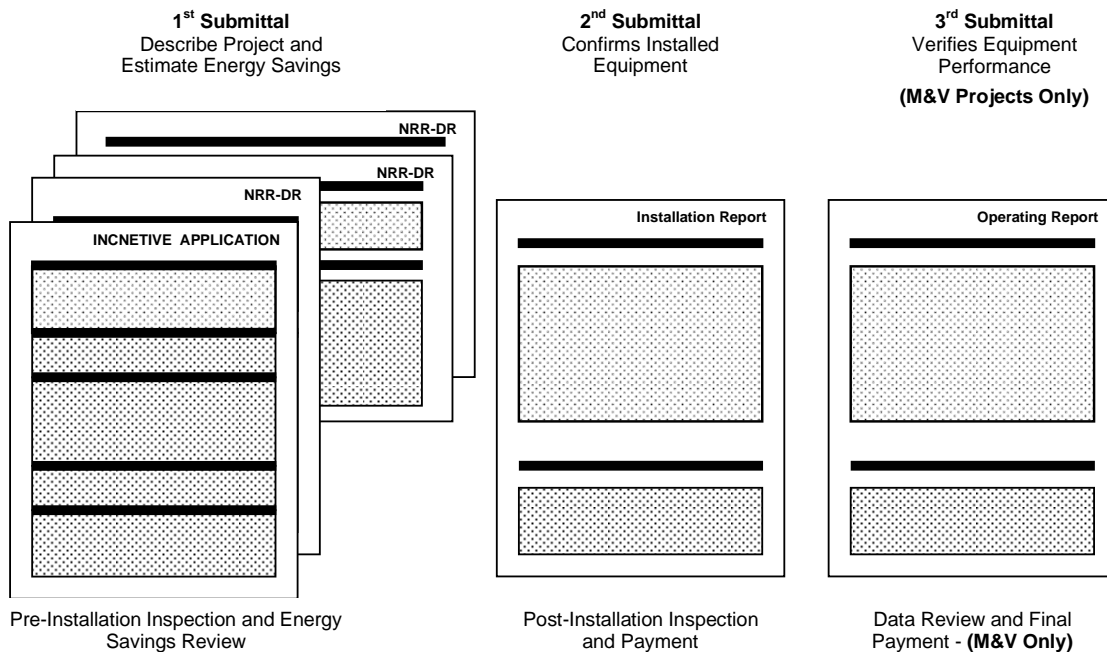 1st Submittal
Describe Project and
Estimate Energy Savings
2nd Submittal
Confirms Installed
Equipment
3rd Submittal
Verifies Equipment
Performance
(M&V Projects Only)
NRR-DR
NRR-DR
NRR-DR
INCNETIVE APPLICATION
Installation Report
Operating Report
Pre-Installation Inspection and Energy
Savings Review
Post-Installation Inspection
and Payment
Data Review and Final
Payment - (M&V Only)